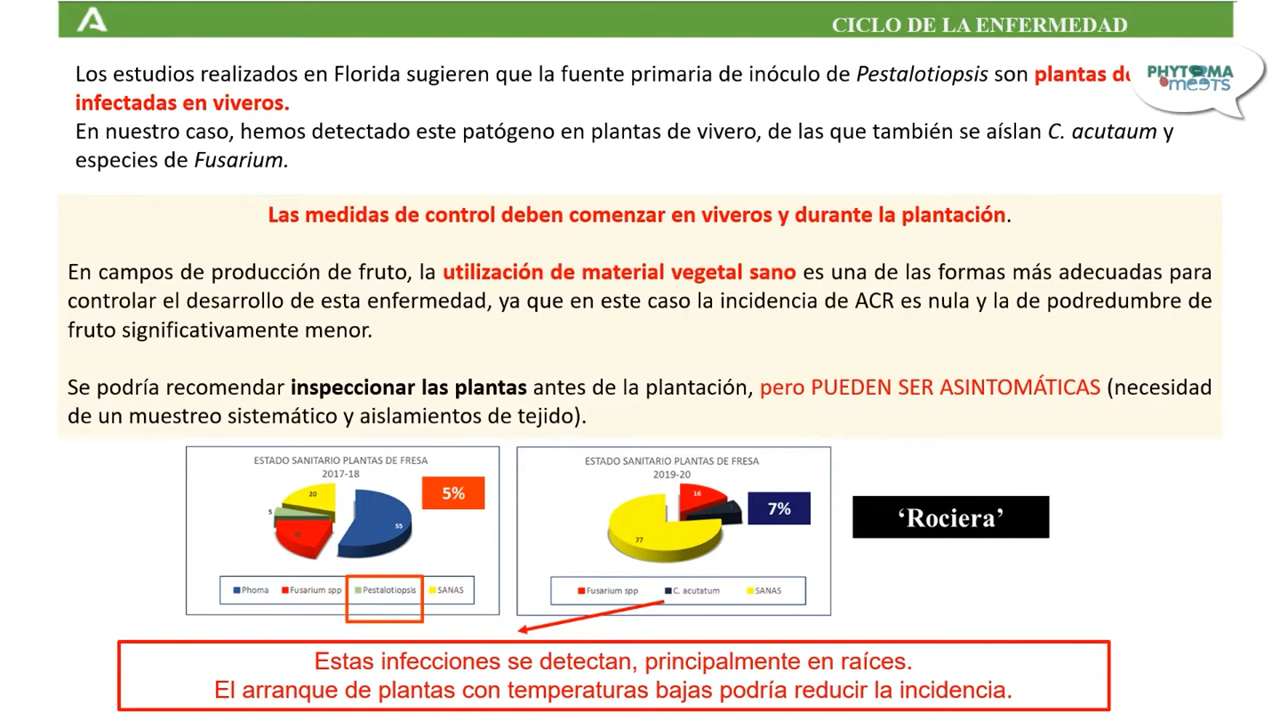 CICLO DE LA ENFERMEDAD
PHYTOMA
meets
Los estudios realizados en Florida sugieren que la fuente primaria de inóculo de Pestalotiopsis son plantas de
infectadas en viveros.
En nuestro caso, hemos detectado este patógeno en plantas de vivero, de las que también se aíslan C. acutaum y
especies de Fusarium.
Las medidas de control deben comenzar en viveros y durante la plantación.
En campos de producción de fruto, la utilización de material vegetal sano es una de las formas más adecuadas para
controlar el desarrollo de esta enfermedad, ya que en este caso la incidencia de ACR es nula y la de podredumbre de
fruto significativamente menor.
Se podría recomendar inspeccionar las plantas antes de la plantación, pero PUEDEN SER ASINTOMÁTICAS (necesidad
de un muestreo sistemático y aislamientos de tejido).
ESTADO SANITARIO PLANTAS DE FRESA
2017-18
20
5
55
5%
Phoma Fusarium spp Pestalotiopsis SANAS
ESTADO SANITARIO PLANTAS DE FRESA
2019-20
16
77
7%
Fusarium spp C. acutatum SANAS
‘Rociera’
Estas infecciones se detectan, principalmente en raíces.
El arranque de plantas con temperaturas bajas podría reducir la incidencia.